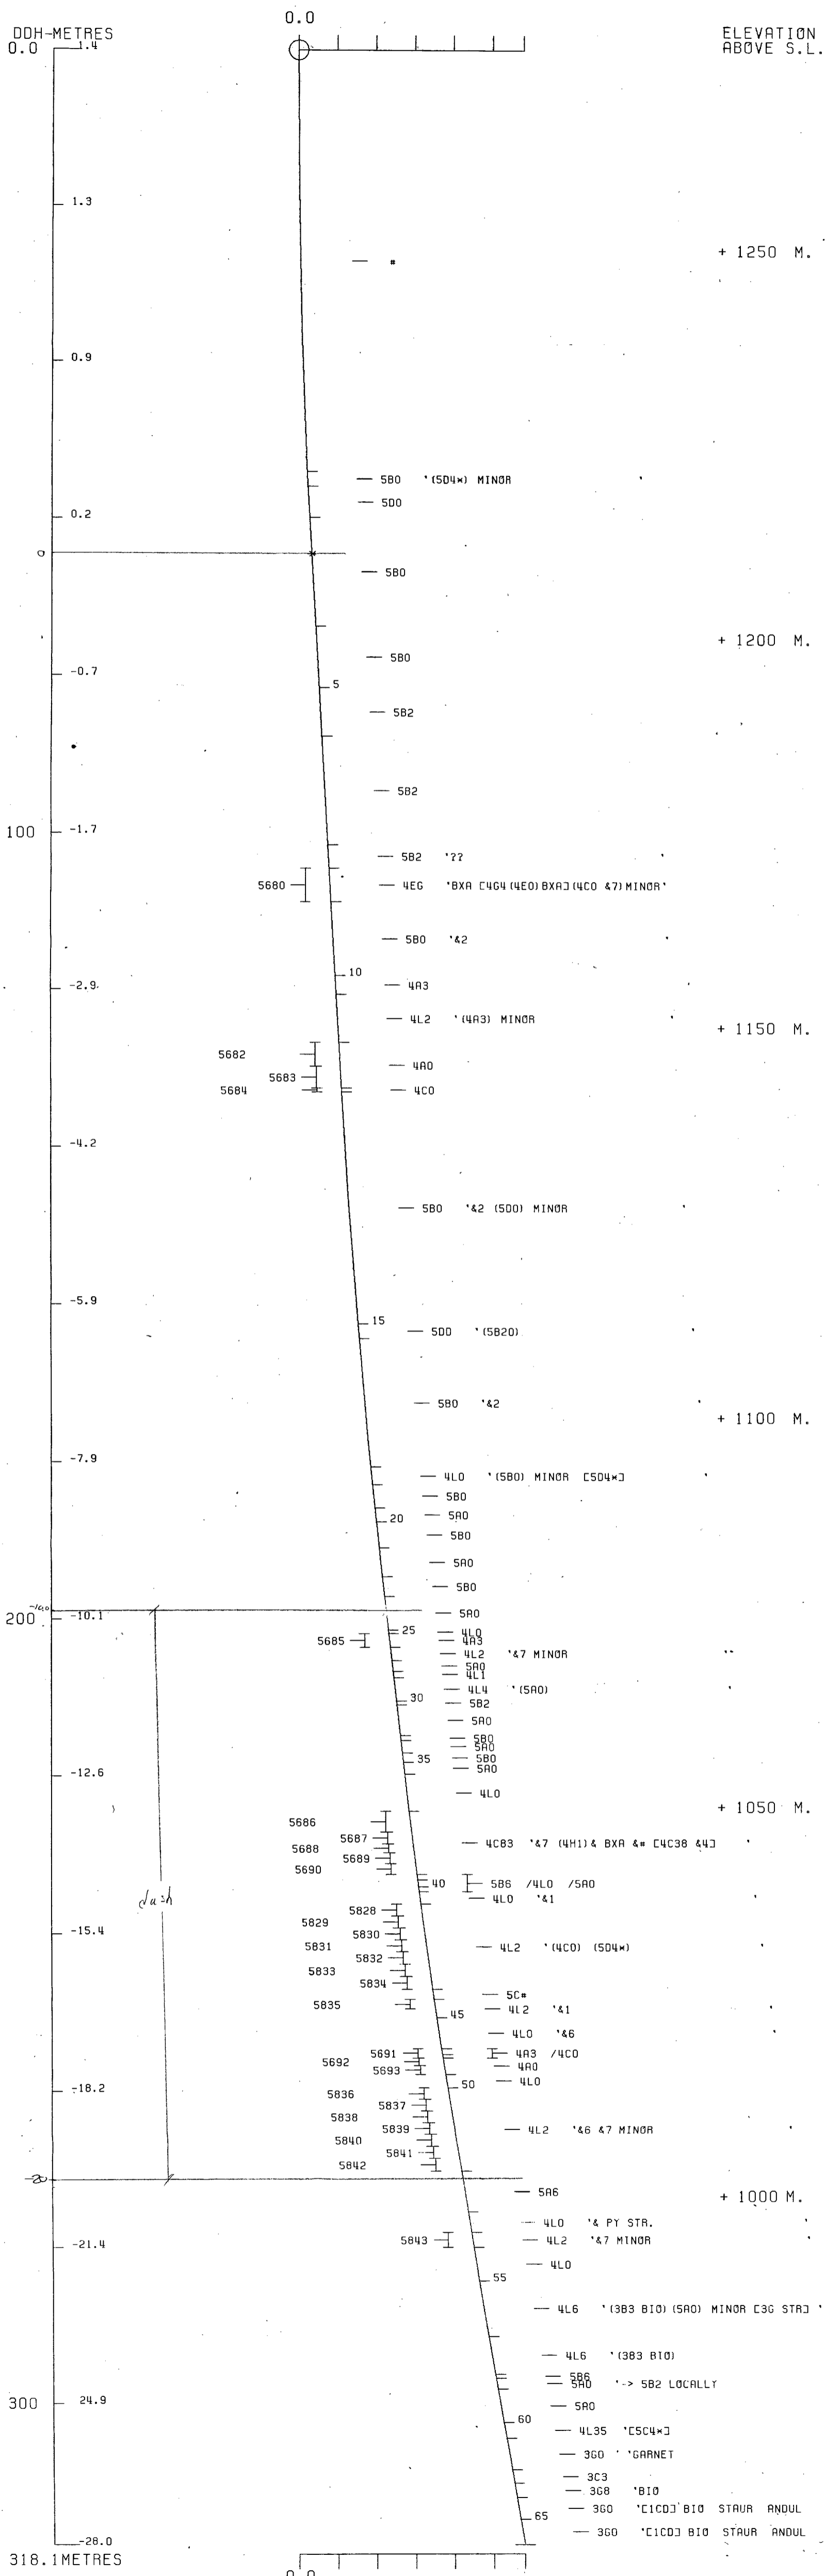 0.0
DDH-METRES ELEVATION
0.0 1.4 ABOVE S.L.
1.3
+ 1250 M.
#
0.9
5B0 '(5D4*) MINOR '
5D0
0.2
0
5B0
+ 1200 M.
5B0
-0.7
5
5B2
5B2
100 -1.7
5B2 '?? '
5680 4EG 'BXA [4G4(4E0)BXA](4C0 &7)MINOR'
5B0 '&2 '
10
-2.9 4A3
4L2 '(4A3) MINOR '
+ 1150 M.
5682
4A0
5683
5684 4C0
-4.2
5B0 '&2 (5D0) MINOR '
-5.9
15
5D0 '(5B20) '
5B0 '&2 '
+ 1100 M.
-7.9
4L0 '(5B0) MINOR [5D4*] '
5B0
5A0
20
5B0
5A0
5B0
-10.0
5A0
200 -10.1
25
4L0
5685 4A3
4L2 '&7 MINOR ''
5A0
4L1
4L4 '(5A0) '
30
5B2
5A0
5B0
5A0
35 5B0
5A0
-12.6
4L0
+ 1050 M.
5686
5687
4C83 '&7 (4H1)& BXA &# [4C38 &4] '
5688
5689
5690
40 5B6 /4L0 /5A0
4L0 '&1 '
dash
5828
5829
-15.4 5830
5831 4L2 '(4C0) (5D4*) '
5832
5833
5834
5C#
5835 4L2 '&1 '
45
4L0 '&6 '
5691 4A3 /4C0
5692
4A0
5693
4L0
50
-18.2
5836
5837
5838
5839 4L2 '&6 &7 MINOR '
5840
5841
5842
-20
5A6
+ 1000 M.
4L0 '& PY STR. '
5843 4L2 '&7 MINOR '
-21.4
4L0
55
4L6 '(3B3 BIO)(5A0) MINOR [3G STR] '
4L6 '(3B3 BIO)
5B6
5A0 '-> 5B2 LOCALLY
300 24.9
5A0
60
4L35 '[5C4*]
3G0 ' 'GARNET
3C3
3G8 'BIO
3G0 '[1CD]'BIO STAUR ANDUL
65
3G0 '[1CD] BIO STAUR ANDUL
-28.0
318.1METRES
0.0